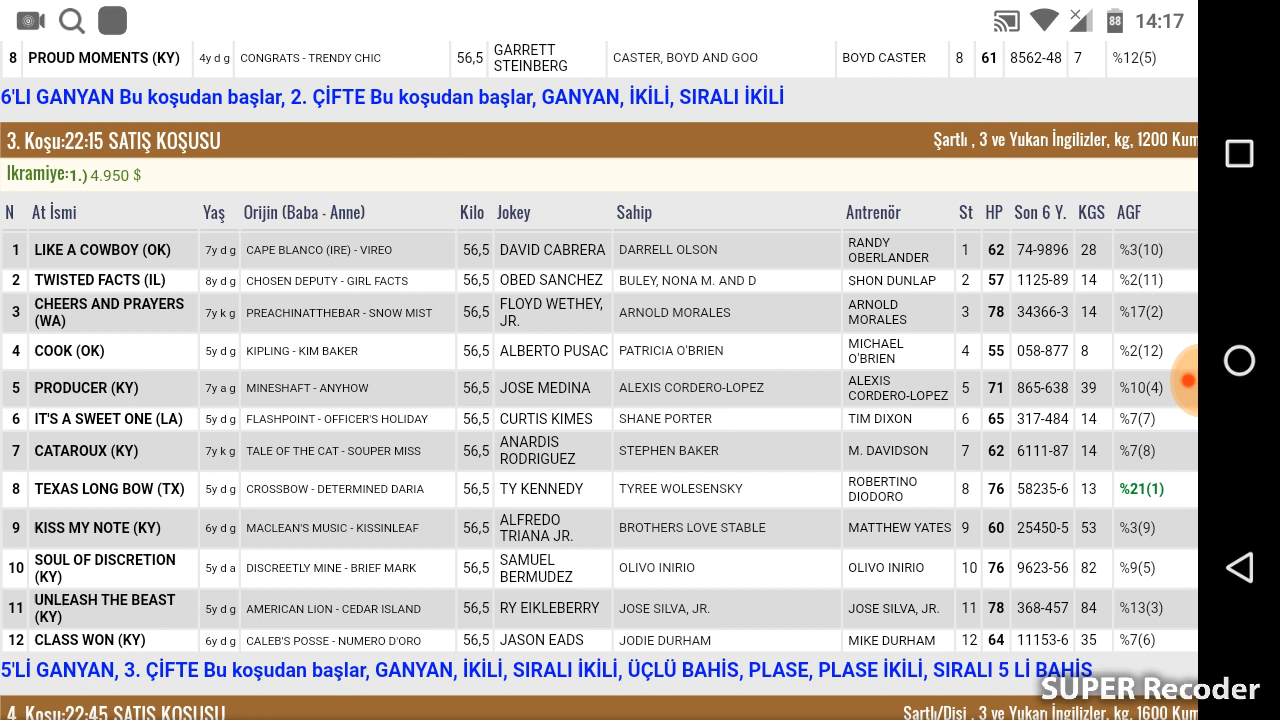 88 14:17
8 PROUD MOMENTS (KY) 4y d g CONGRATS - TRENDY CHIC 56,5 GARRETT STEINBERG CASTER, BOYD AND GOO BOYD CASTER 8 61 8562-48 7 %12(5)
6'LI GANYAN Bu koşudan başlar, 2. ÇİFTE Bu koşudan başlar, GANYAN, İKİLİ, SIRALI İKİLİ
3. Koşu:22:15 SATIŞ KOŞUSU Şartlı , 3 ve Yukarı İngilizler, kg, 1200 Kum
Ikramiye:1.) 4.950 $
N At İsmi Yaş Orijin (Baba - Anne) Kilo Jokey Sahip Antrenör St HP Son 6 Y. KGS AGF
1 LIKE A COWBOY (OK) 7y d g CAPE BLANCO (IRE) - VIREO 56,5 DAVID CABRERA DARRELL OLSON RANDY OBERLANDER 1 62 74-9896 28 %3(10)
2 TWISTED FACTS (IL) 8y d g CHOSEN DEPUTY - GIRL FACTS 56,5 OBED SANCHEZ BULEY, NONA M. AND D SHON DUNLAP 2 57 1125-89 14 %2(11)
3 CHEERS AND PRAYERS (WA) 7y k g PREACHINATTHEBAR - SNOW MIST 56,5 FLOYD WETHEY, JR. ARNOLD MORALES ARNOLD MORALES 3 78 34366-3 14 %17(2)
4 COOK (OK) 5y d g KIPLING - KIM BAKER 56,5 ALBERTO PUSAC PATRICIA O'BRIEN MICHAEL O'BRIEN 4 55 058-877 8 %2(12)
5 PRODUCER (KY) 7y a g MINESHAFT - ANYHOW 56,5 JOSE MEDINA ALEXIS CORDERO-LOPEZ ALEXIS CORDERO-LOPEZ 5 71 865-638 39 %10(4)
6 IT'S A SWEET ONE (LA) 5y d g FLASHPOINT - OFFICER'S HOLIDAY 56,5 CURTIS KIMES SHANE PORTER TIM DIXON 6 65 317-484 14 %7(7)
7 CATAROUX (KY) 7y k g TALE OF THE CAT - SOUPER MISS 56,5 ANARDIS RODRIGUEZ STEPHEN BAKER M. DAVIDSON 7 62 6111-87 14 %7(8)
8 TEXAS LONG BOW (TX) 5y d g CROSSBOW - DETERMINED DARIA 56,5 TY KENNEDY TYREE WOLESENSKY ROBERTINO DIODORO 8 76 58235-6 13 %21(1)
9 KISS MY NOTE (KY) 6y d g MACLEAN'S MUSIC - KISSINLEAF 56,5 ALFREDO TRIANA JR. BROTHERS LOVE STABLE MATTHEW YATES 9 60 25450-5 53 %3(9)
10 SOUL OF DISCRETION (KY) 5y d a DISCREETLY MINE - BRIEF MARK 56,5 SAMUEL BERMUDEZ OLIVO INIRIO OLIVO INIRIO 10 76 9623-56 82 %9(5)
11 UNLEASH THE BEAST (KY) 5y d g AMERICAN LION - CEDAR ISLAND 56,5 RY EIKLEBERRY JOSE SILVA, JR. JOSE SILVA, JR. 11 78 368-457 84 %13(3)
12 CLASS WON (KY) 6y d g CALEB'S POSSE - NUMERO D'ORO 56,5 JASON EADS JODIE DURHAM MIKE DURHAM 12 64 11153-6 35 %7(6)
5'Lİ GANYAN, 3. ÇİFTE Bu koşudan başlar, GANYAN, İKİLİ, SIRALI İKİLİ, ÜÇLÜ BAHİS, PLASE, PLASE İKİLİ, SIRALI 5 Lİ BAHİS
SUPER Recoder
4. Koşu:22:45 SATIŞ KOŞUSU Şartlı/Dişi , 3 ve Yukarı İngilizler, kg, 1600 Kum